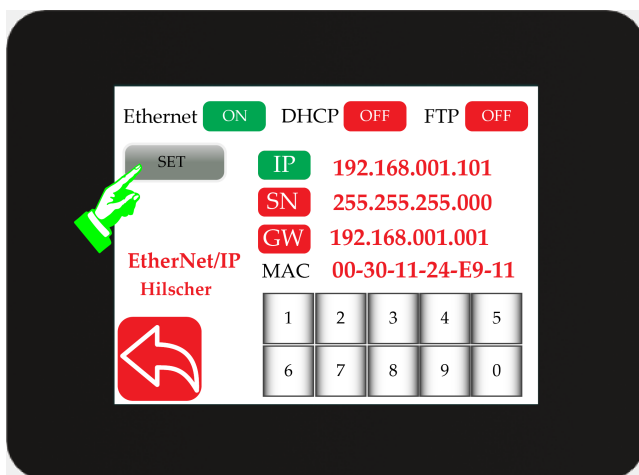 Ethernet ON DHCP OFF FTP OFF
SET
IP 192.168.001.101
SN 255.255.255.000
GW 192.168.001.001
EtherNet/IP
MAC 00-30-11-24-E9-11
Hilscher
1 2 3 4 5
6 7 8 9 0